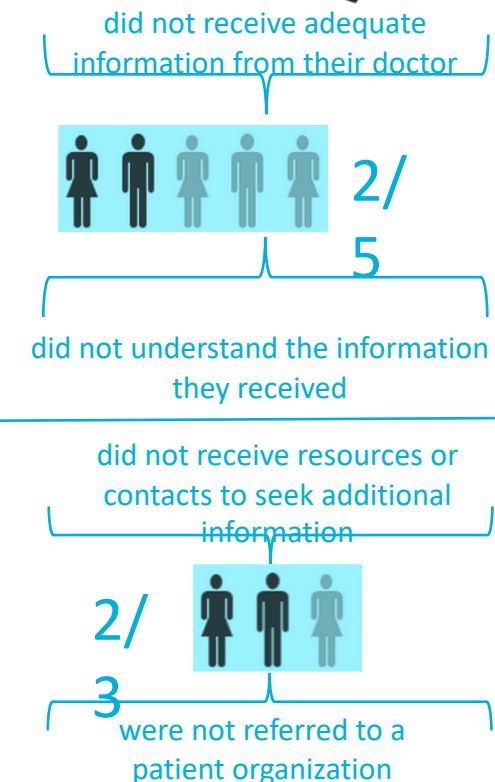 did not receive adequate
information from their doctor
2/
5
did not understand the information
they received
did not receive resources or
contacts to seek additional
information
2/
3
were not referred to a
patient organization